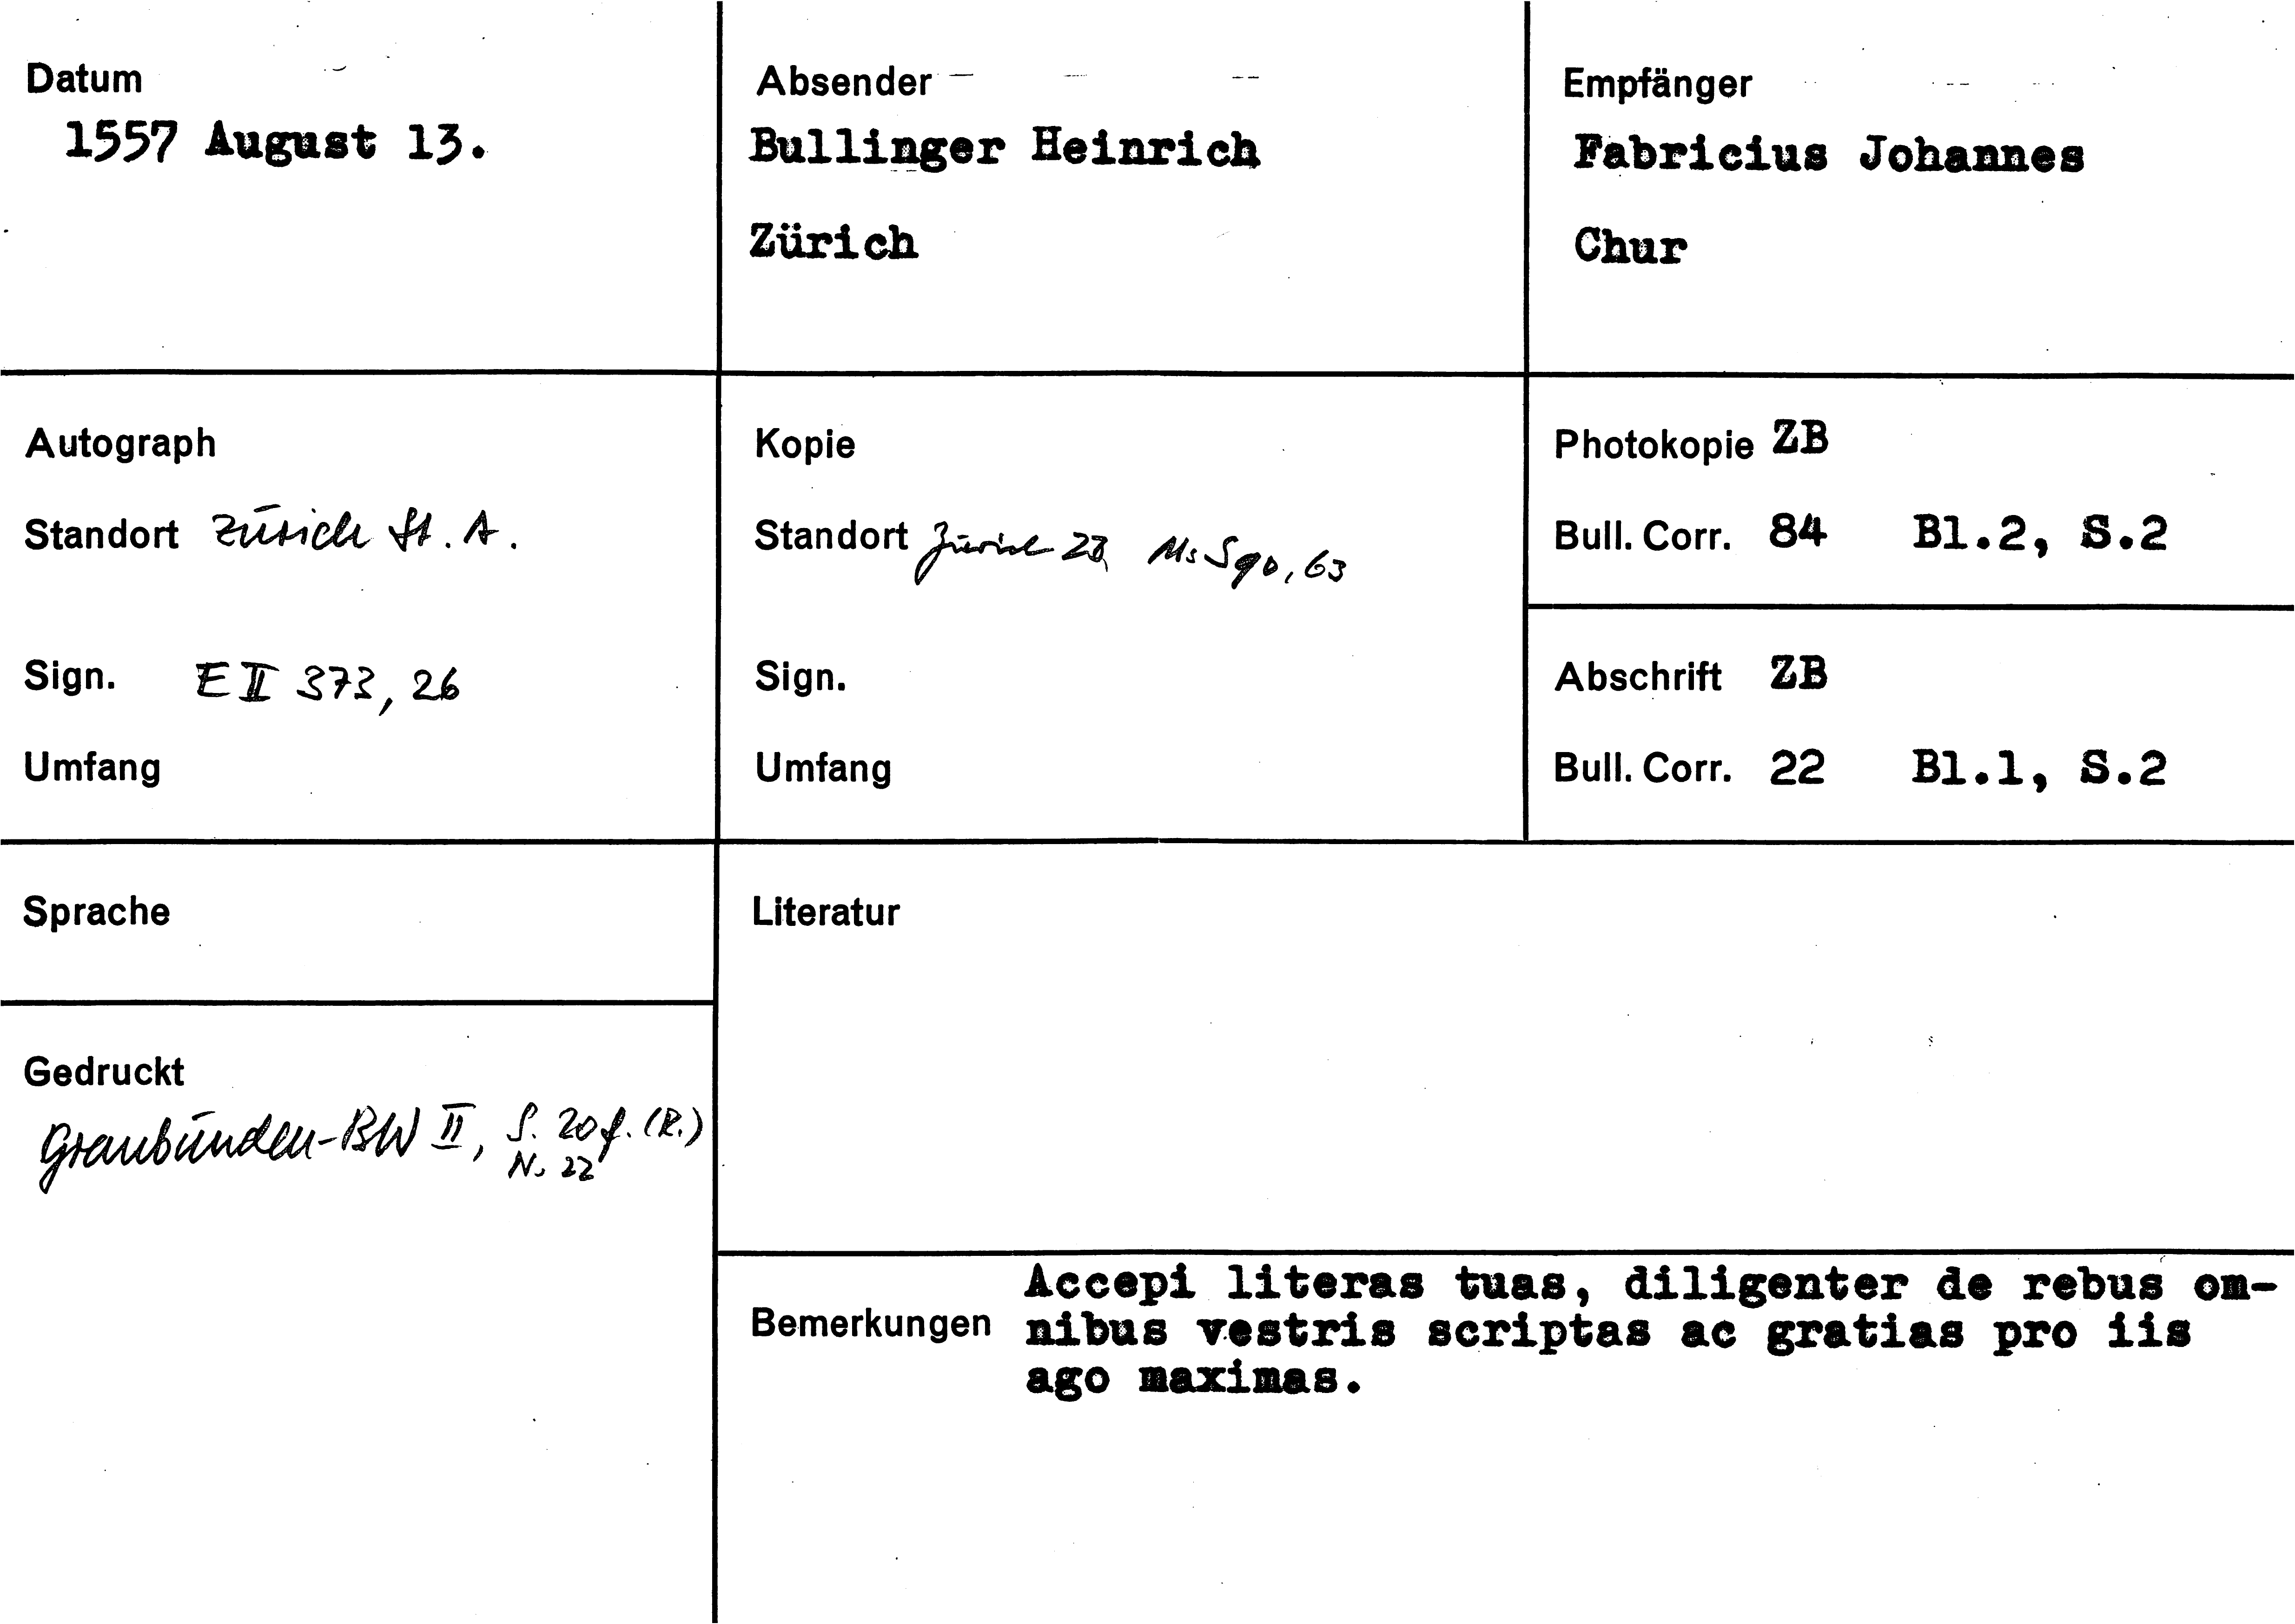 Datum
1557 August 13.
Absender
Bullinger Heinrich
Zürich
Empfänger
Fabricius Johannes
Chur
Autograph
Standort Zürich St. A.
Sign. E II 373, 26
Umfang
Kopie
Standort Zürich ZB, Ms S 90, 63
Sign.
Umfang
Photokopie ZB
Bull. Corr. 84 Bl.2, S.2
Abschrift ZB
Bull. Corr. 22 Bl.1, S.2
Sprache
Gedruckt
Graubünden-BW II, S. 20 f. (R.)
N. 22
Literatur
Bemerkungen
Accepi literas tuas, diligenter de rebus om-
nibus vestris scriptas ac gratias pro iis
ago maximas.